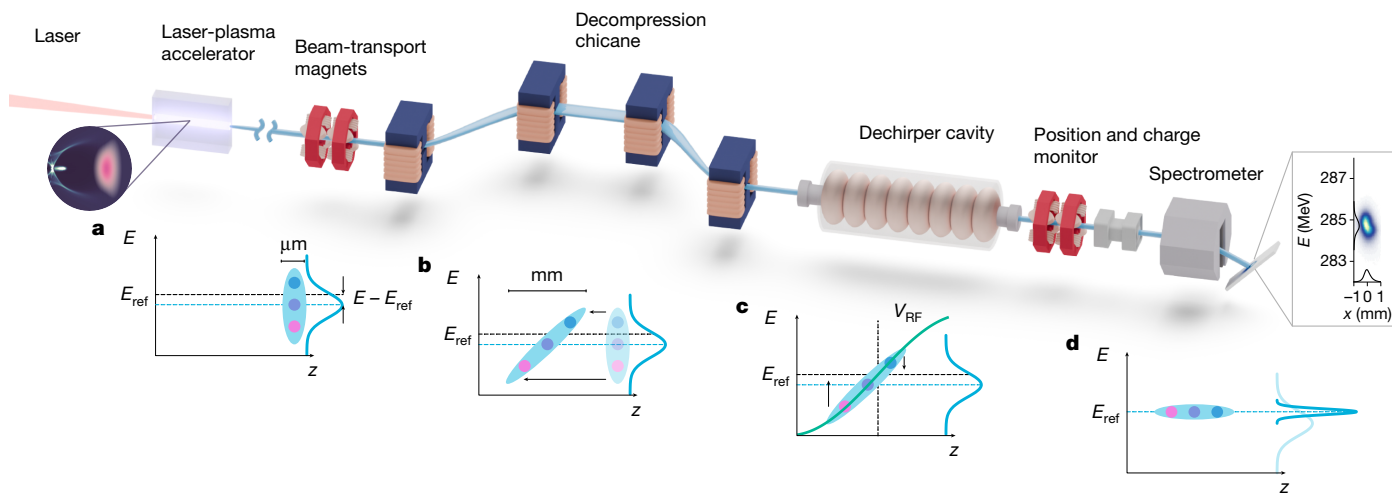 Laser
Laser-plasma
accelerator
Beam-transport
magnets
Decompression
chicane
Dechirper cavity
Position and charge
monitor
Spectrometer
287
285
283
E (MeV)
–1 0 1
x (mm)
a
E
μm
E_ref
E – E_ref
z
b
E
mm
E_ref
z
c
E
V_RF
E_ref
z
d
E
E_ref
z